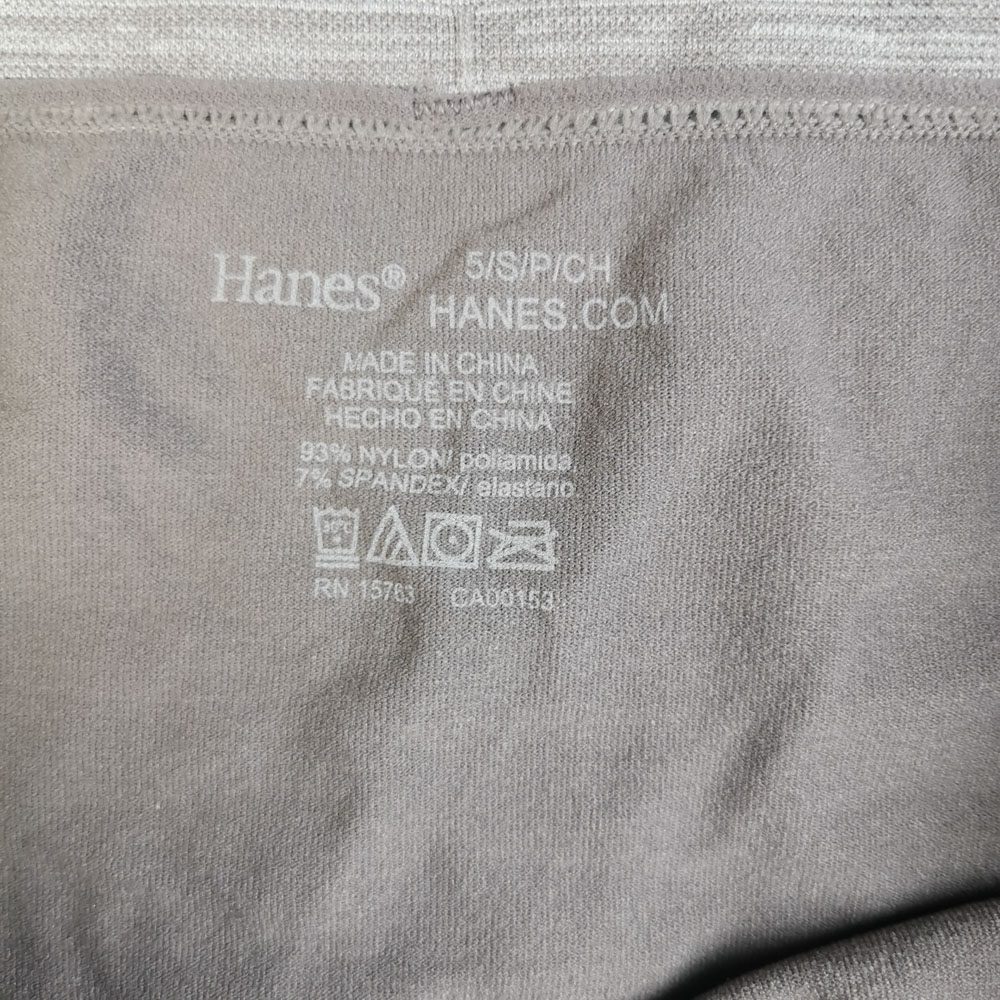 Hanes® 5/S/P/CH
HANES.COM
MADE IN CHINA
FABRIQUÉ EN CHINE
HECHO EN CHINA
93% NYLON/ poliamida
7% SPANDEX/ elastano
RN 15763 CA00153